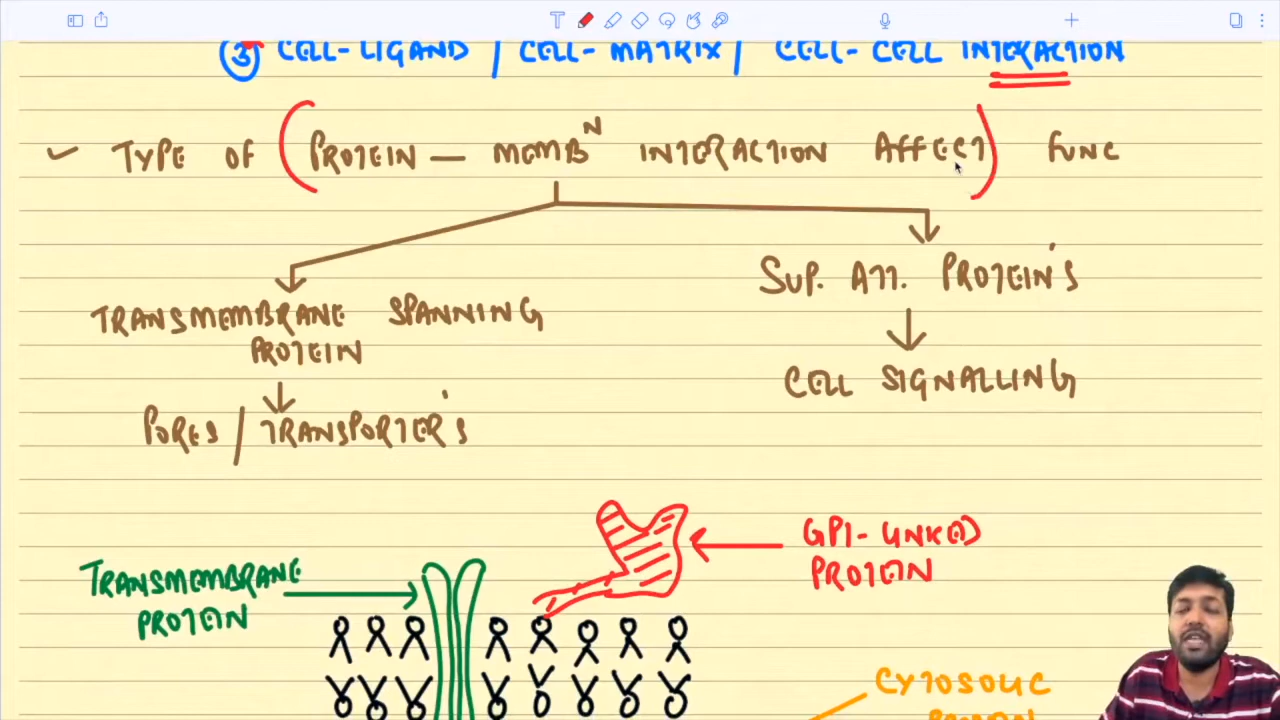 ③ CELL-LIGAND / CELL-MATRIX / CELL-CELL INTERACTION
✓ TYPE OF (PROTEIN — MEMBᴺ INTERACTION AFFECT) FUNC
TRANSMEMBRANE SPANNING
PROTEIN
PORES / TRANSPORTER'S
SUP. ATT. PROTEIN'S
CELL SIGNALLING
TRANSMEMBRANE
PROTEIN
GPI-LINKED
PROTEIN
CYTOSOLIC
PROTEIN